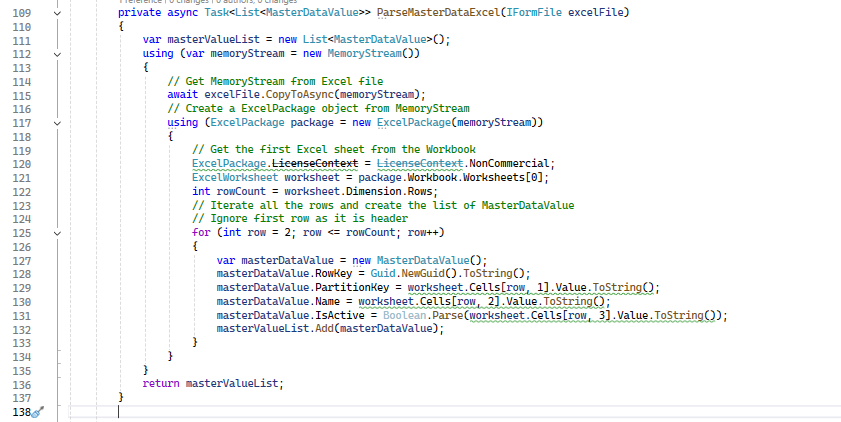 1 reference | 0 changes | 0 authors, 0 changes
109 private async Task<List<MasterDataValue>> ParseMasterDataExcel(IFormFile excelFile)
110 {
111 var masterValueList = new List<MasterDataValue>();
112 using (var memoryStream = new MemoryStream())
113 {
114 // Get MemoryStream from Excel file
115 await excelFile.CopyToAsync(memoryStream);
116 // Create a ExcelPackage object from MemoryStream
117 using (ExcelPackage package = new ExcelPackage(memoryStream))
118 {
119 // Get the first Excel sheet from the Workbook
120 ExcelPackage.LicenseContext = LicenseContext.NonCommercial;
121 ExcelWorksheet worksheet = package.Workbook.Worksheets[0];
122 int rowCount = worksheet.Dimension.Rows;
123 // Iterate all the rows and create the list of MasterDataValue
124 // Ignore first row as it is header
125 for (int row = 2; row <= rowCount; row++)
126 {
127 var masterDataValue = new MasterDataValue();
128 masterDataValue.RowKey = Guid.NewGuid().ToString();
129 masterDataValue.PartitionKey = worksheet.Cells[row, 1].Value.ToString();
130 masterDataValue.Name = worksheet.Cells[row, 2].Value.ToString();
131 masterDataValue.IsActive = Boolean.Parse(worksheet.Cells[row, 3].Value.ToString());
132 masterValueList.Add(masterDataValue);
133 }
134 }
135 }
136 return masterValueList;
137 }
138